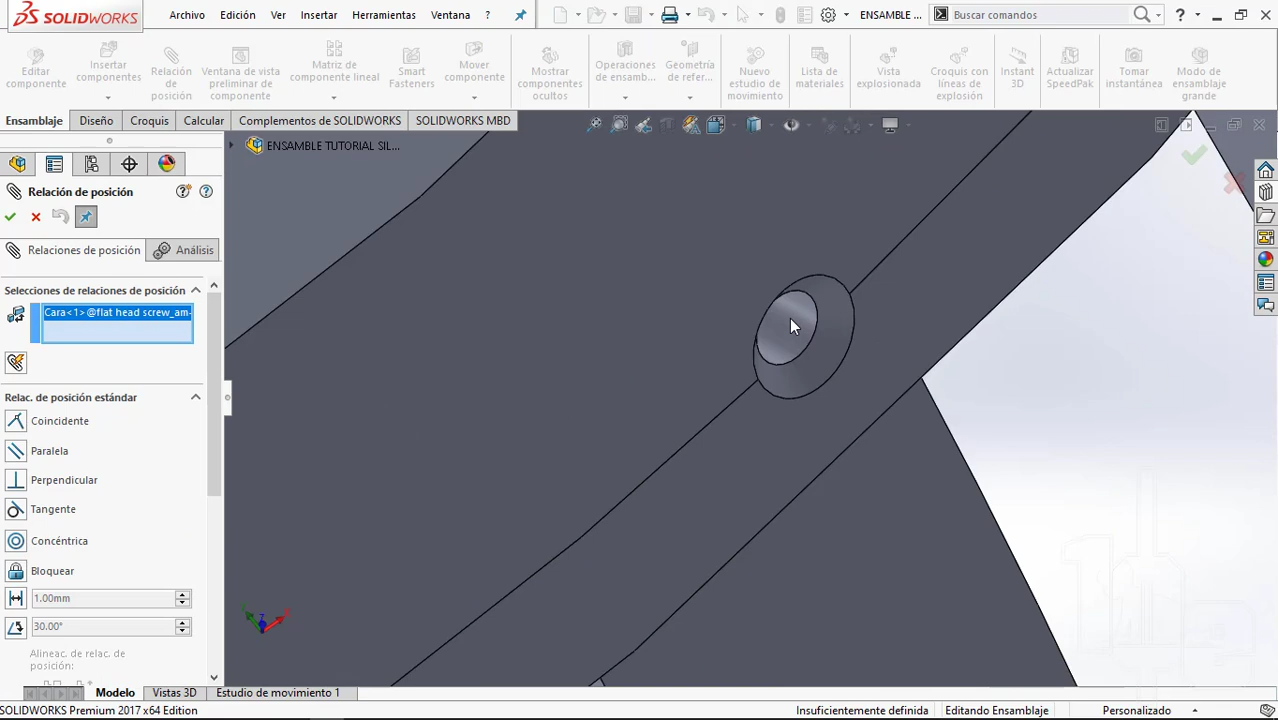 SOLIDWORKS
Archivo Edición Ver Insertar Herramientas Ventana ?
ENSAMBLE ...
Buscar comandos
Editar componente
Insertar componentes
Relación de posición
Ventana de vista preliminar de componente
Matriz de componente lineal
Smart Fasteners
Mover componente
Mostrar componentes ocultos
Operaciones de ensamb...
Geometría de refer...
Nuevo estudio de movimiento
Lista de materiales
Vista explosionada
Croquis con líneas de explosión
Instant 3D
Actualizar SpeedPak
Tomar instantánea
Modo de ensamblaje grande
Ensamblaje Diseño Croquis Calcular Complementos de SOLIDWORKS SOLIDWORKS MBD
ENSAMBLE TUTORIAL SIL...
Relación de posición
Relaciones de posición Análisis
Selecciones de relaciones de posición
Cara<1>@flat head screw_am-
Relac. de posición estándar
Coincidente
Paralela
Perpendicular
Tangente
Concéntrica
Bloquear
1.00mm
30.00°
Alineac. de relac. de
posición:
Modelo Vistas 3D Estudio de movimiento 1
SOLIDWORKS Premium 2017 x64 Edition
Insuficientemente definida Editando Ensamblaje Personalizado